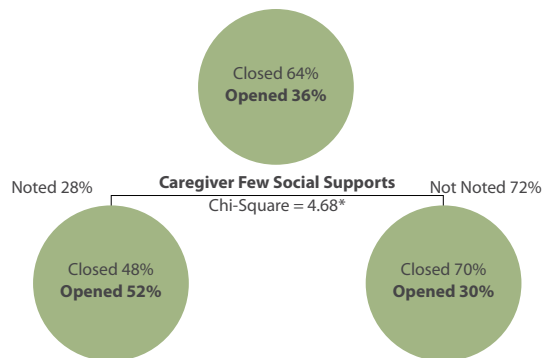 Closed 64%
Opened 36%
Caregiver Few Social Supports
Noted 28%
Not Noted 72%
Chi-Square = 4.68*
Closed 48%
Opened 52%
Closed 70%
Opened 30%